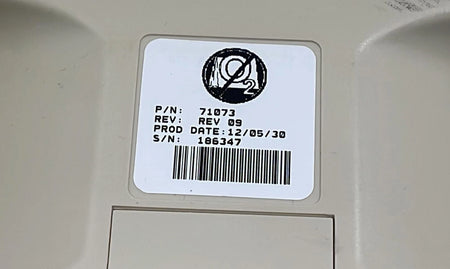 O2
P/N: 71073
REV: REV 09
PROD DATE:12/05/30
S/N: 186347